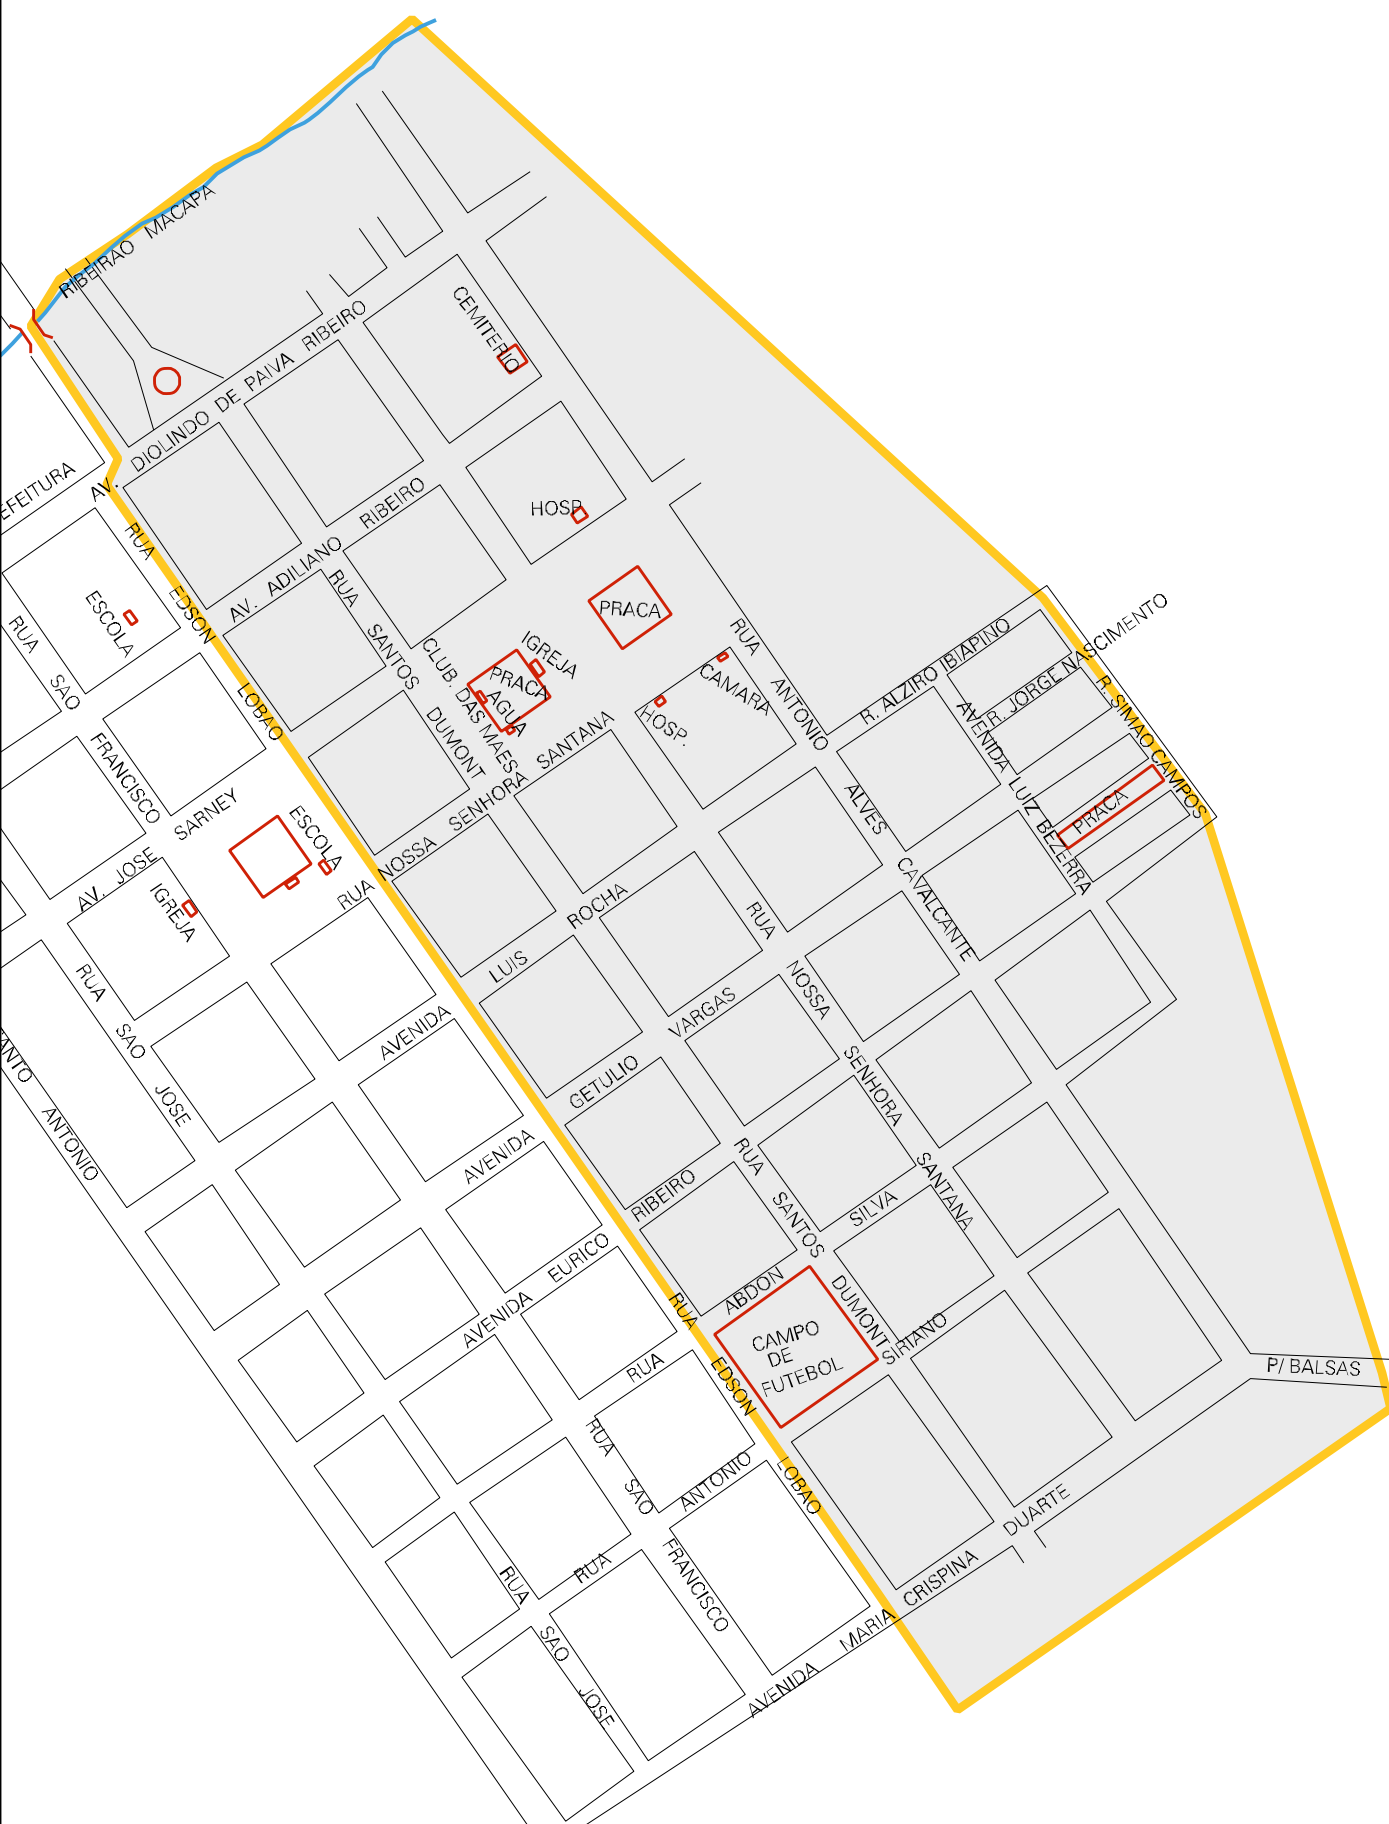 RIBEIRAO MACAPA
CEMITERIO
AV. DIOLINDO DE PAIVA RIBEIRO
EFEITURA
HOSP.
AV. ADILIANO RIBEIRO
RUA EDSON LOBAO
ESCOLA
RUA SAO FRANCISCO
RUA SANTOS DUMONT
PRACA
IGREJA
PRACA
AGUA
CLUB. DAS MAES
RUA ANTONIO ALVES CAVALCANTE
CAMARA
HOSP.
R. ALZIRO IBIAPINO
R. JORGE NASCIMENTO
R. SIMAO CAMPOS
AVENIDA LUIZ BEZERRA
PRACA
AV. JOSE SARNEY
ESCOLA
IGREJA
RUA NOSSA SENHORA SANTANA
RUA SAO JOSE
ANTO ANTONIO
AVENIDA LUIS ROCHA
RUA NOSSA SENHORA SANTANA
AVENIDA GETULIO VARGAS
AVENIDA EURICO RIBEIRO
RUA SANTOS DUMONT
RUA ABDON SILVA
RUA EDSON LOBAO
CAMPO
DE
FUTEBOL
RUA ANTONIO SIRIANO
P/ BALSAS
RUA SAO FRANCISCO
RUA SAO JOSE
AVENIDA MARIA CRISPINA DUARTE